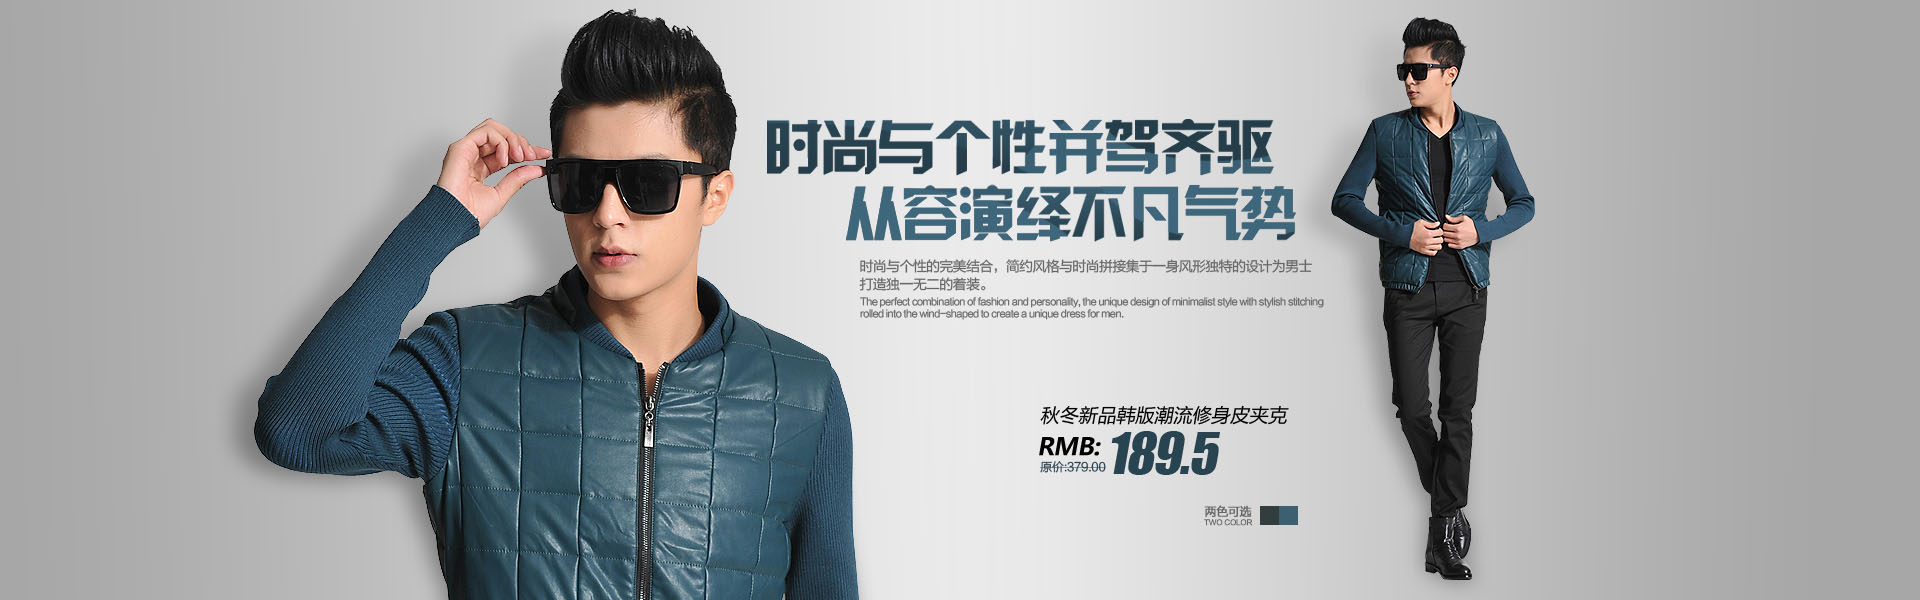 时尚与个性并驾齐驱
从容演绎不凡气势
时尚与个性的完美结合，简约风格与时尚拼接集于一身风形独特的设计为男士
打造独一无二的着装。
The perfect combination of fashion and personality, the unique design of minimalist style with stylish stitching
rolled into the wind-shaped to create a unique dress for men.
秋冬新品韩版潮流修身皮夹克
RMB: 189.5
原价:379.00
两色可选
TWO COLOR